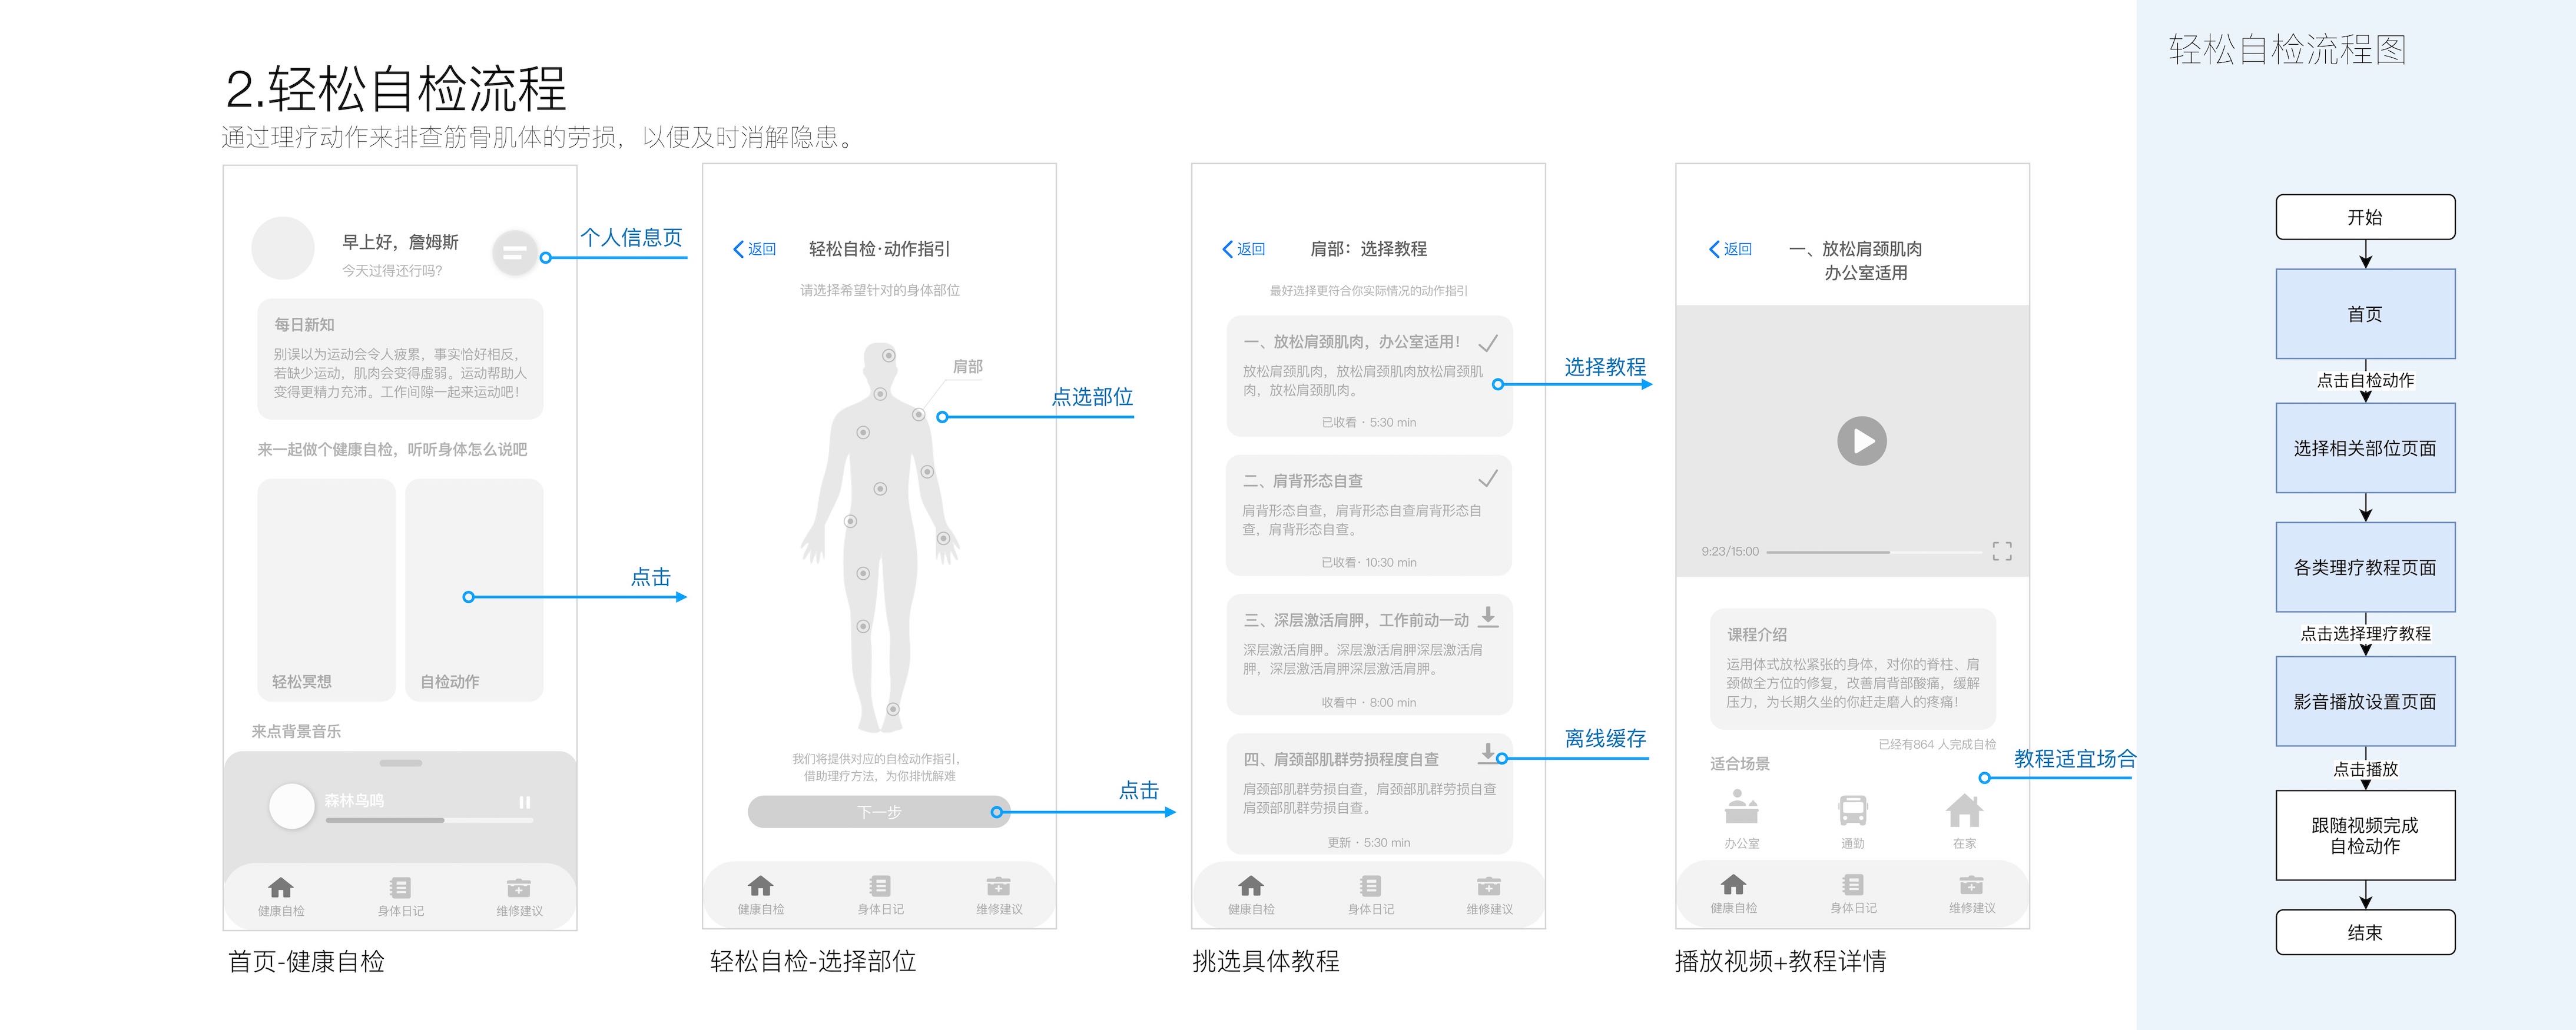 2.轻松自检流程
通过理疗动作来排查筋骨肌体的劳损，以便及时消解隐患。
早上好，詹姆斯
今天过得还行吗?
个人信息页
每日新知
别误以为运动会令人疲累，事实恰好相反，
若缺少运动，肌肉会变得虚弱。运动帮助人
变得更精力充沛。工作间隙一起来运动吧！
来一起做个健康自检，听听身体怎么说吧
点击
轻松冥想
自检动作
来点背景音乐
森林鸟鸣
健康自检
身体日记
维修建议
首页-健康自检
返回
轻松自检·动作指引
请选择希望针对的身体部位
肩部
点选部位
我们将提供对应的自检动作指引，
借助理疗方法，为你排忧解难
下一步
点击
健康自检
身体日记
维修建议
轻松自检-选择部位
返回
肩部：选择教程
最好选择更符合你实际情况的动作指引
一、放松肩颈肌肉，办公室适用！
放松肩颈肌肉，放松肩颈肌肉放松肩颈肌
肉，放松肩颈肌肉。
已收看 · 5:30 min
选择教程
二、肩背形态自查
肩背形态自查，肩背形态自查肩背形态自
查，肩背形态自查。
已收看 · 10:30 min
三、深层激活肩胛，工作前动一动
深层激活肩胛。深层激活肩胛深层激活肩
胛，深层激活肩胛深层激活肩胛。
收看中 · 8:00 min
四、肩颈部肌群劳损程度自查
肩颈部肌群劳损自查，肩颈部肌群劳损自查
肩颈部肌群劳损自查。
更新 · 5:30 min
离线缓存
健康自检
身体日记
维修建议
挑选具体教程
返回
一、放松肩颈肌肉
办公室适用
9:23/15:00
课程介绍
运用体式放松紧张的身体，对你的脊柱、肩
颈做全方位的修复，改善肩背部酸痛，缓解
压力，为长期久坐的你赶走磨人的疼痛！
已经有864 人完成自检
适合场景
教程适宜场合
办公室
通勤
在家
健康自检
身体日记
维修建议
播放视频+教程详情
轻松自检流程图
开始
首页
点击自检动作
选择相关部位页面
各类理疗教程页面
点击选择理疗教程
影音播放设置页面
点击播放
跟随视频完成
自检动作
结束